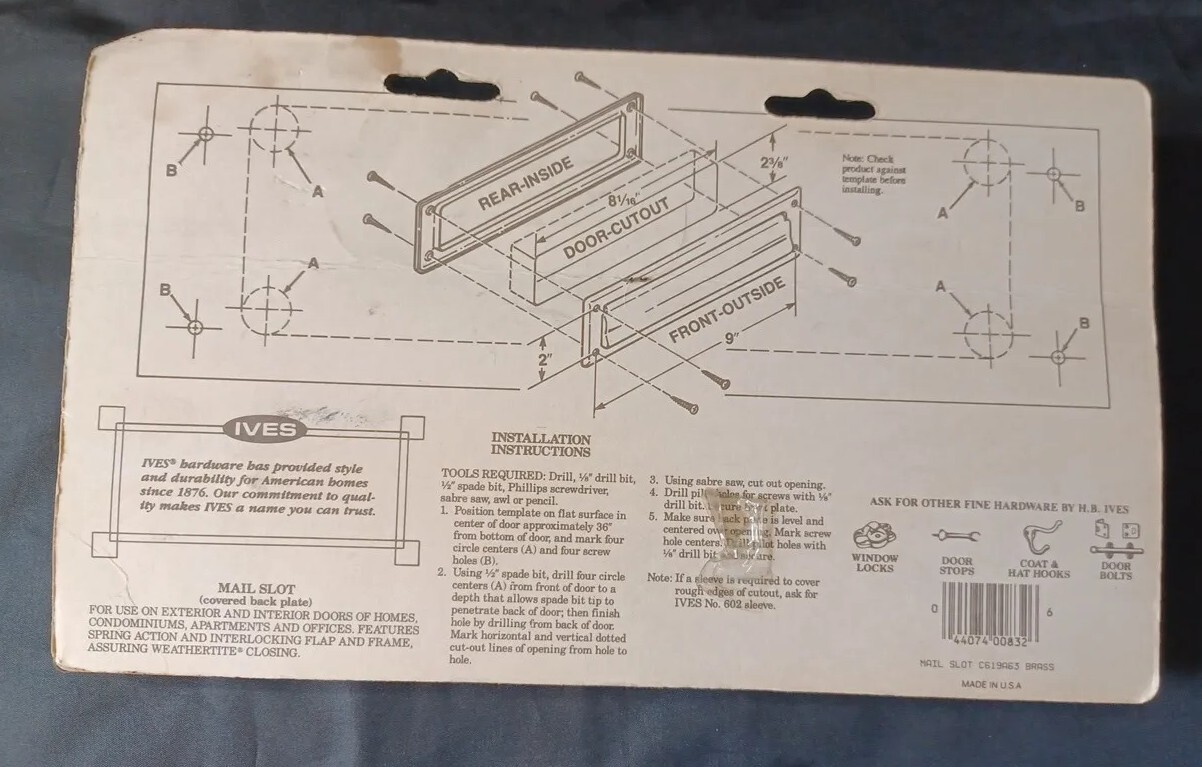 B
A
B
A
REAR-INSIDE
8 1/16"
DOOR-CUTOUT
2 3/8"
Note: Check
product against
template before
installing.
A
B
A
B
FRONT-OUTSIDE
9"
2"
IVES
IVES® hardware has provided style
and durability for American homes
since 1876. Our commitment to qual-
ity makes IVES a name you can trust.
MAIL SLOT
(covered back plate)
FOR USE ON EXTERIOR AND INTERIOR DOORS OF HOMES,
CONDOMINIUMS, APARTMENTS AND OFFICES. FEATURES
SPRING ACTION AND INTERLOCKING FLAP AND FRAME,
ASSURING WEATHERTITE® CLOSING.
INSTALLATION
INSTRUCTIONS
TOOLS REQUIRED: Drill, ⅛" drill bit,
½" spade bit, Phillips screwdriver,
sabre saw, awl or pencil.
1. Position template on flat surface in
center of door approximately 36"
from bottom of door, and mark four
circle centers (A) and four screw
holes (B).
2. Using ½" spade bit, drill four circle
centers (A) from front of door to a
depth that allows spade bit tip to
penetrate back of door; then finish
hole by drilling from back of door.
Mark horizontal and vertical dotted
cut-out lines of opening from hole to
hole.
3. Using sabre saw, cut out opening.
4. Drill pilot holes for screws with ⅛"
drill bit. Secure front plate.
5. Make sure back plate is level and
centered over opening. Mark screw
hole centers. Drill pilot holes with
⅛" drill bit and secure.
Note: If a sleeve is required to cover
rough edges of cutout, ask for
IVES No. 602 sleeve.
ASK FOR OTHER FINE HARDWARE BY H.B. IVES
WINDOW
LOCKS
DOOR
STOPS
COAT &
HAT HOOKS
DOOR
BOLTS
0 44074 00832 6
MAIL SLOT C619A63 BRASS
MADE IN U.S.A